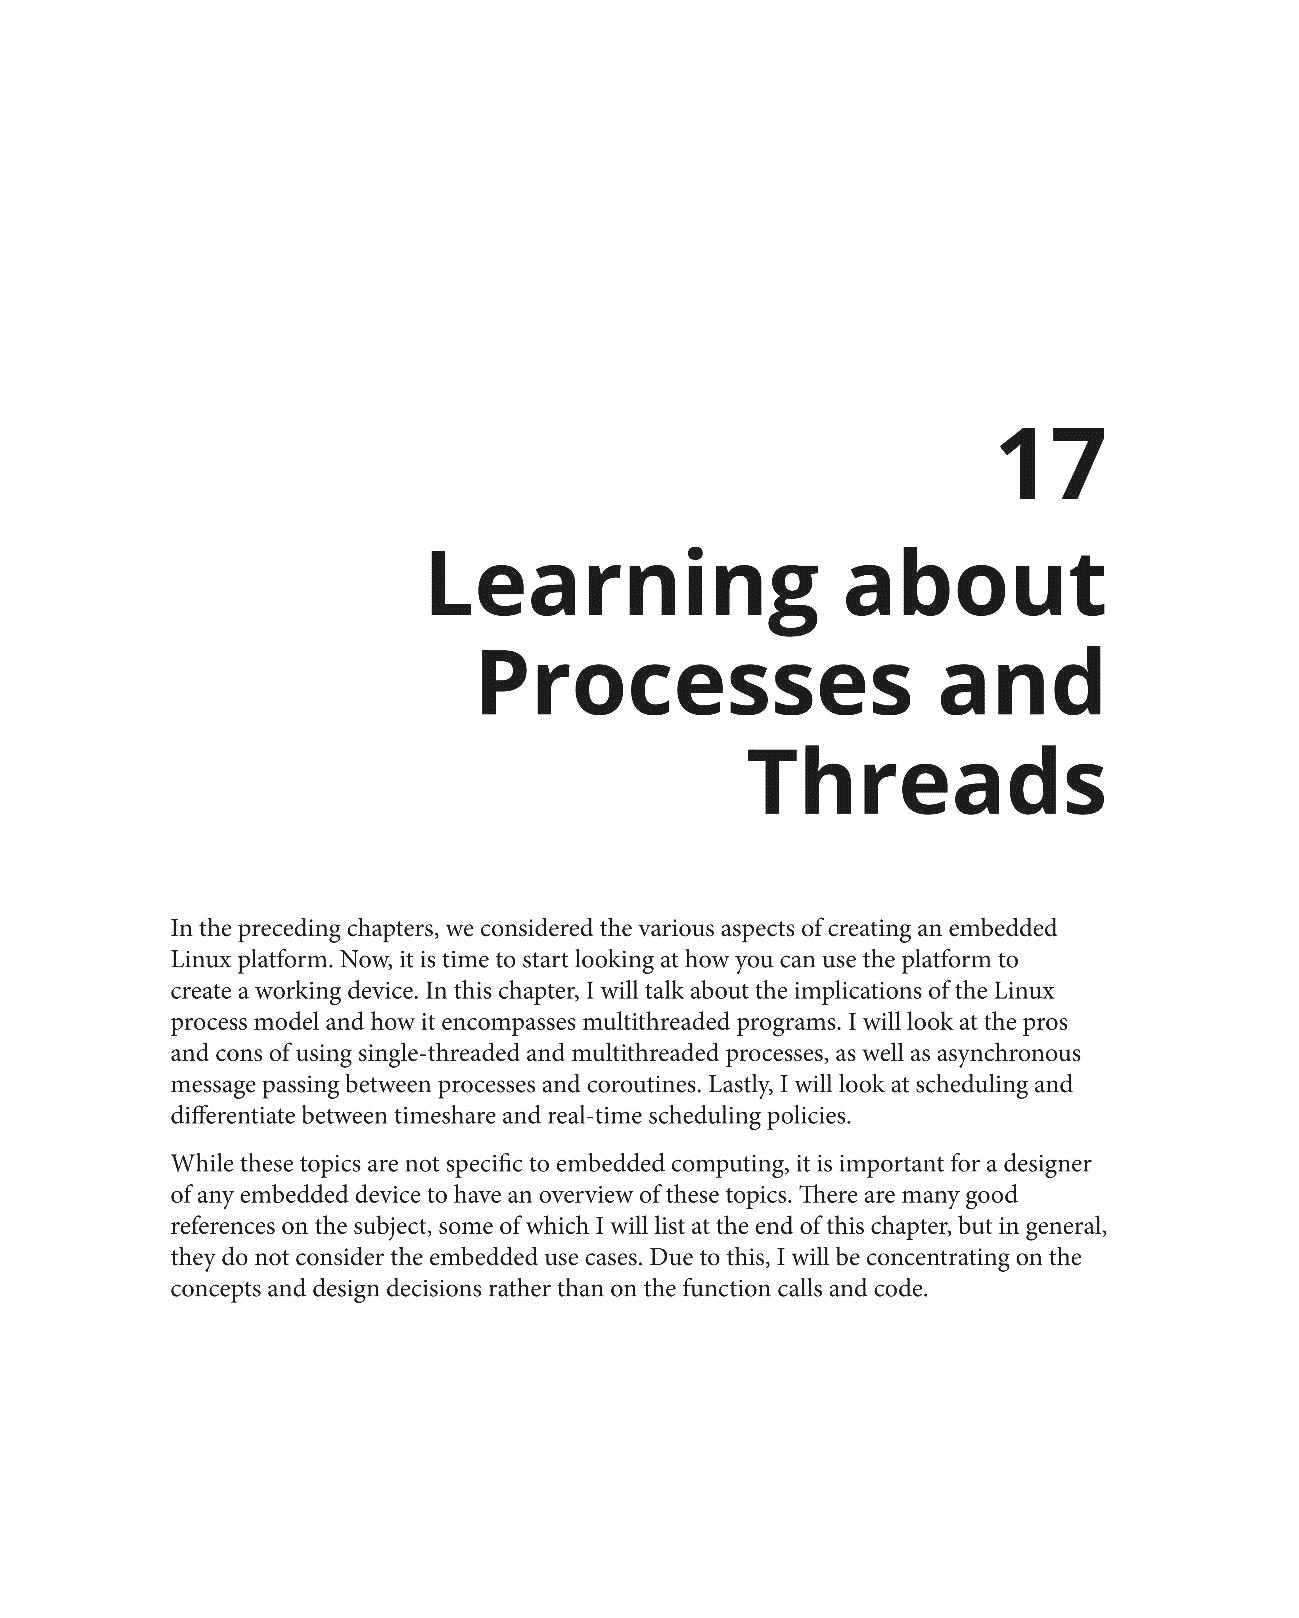 17
Learning about
Processes and
Threads
In the preceding chapters, we considered the various aspects of creating an embedded
Linux platform. Now, it is time to start looking at how you can use the platform to
create a working device. In this chapter, I will talk about the implications of the Linux
process model and how it encompasses multithreaded programs. I will look at the pros
and cons of using single-threaded and multithreaded processes, as well as asynchronous
message passing between processes and coroutines. Lastly, I will look at scheduling and
differentiate between timeshare and real-time scheduling policies.
While these topics are not specific to embedded computing, it is important for a designer
of any embedded device to have an overview of these topics. There are many good
references on the subject, some of which I will list at the end of this chapter, but in general,
they do not consider the embedded use cases. Due to this, I will be concentrating on the
concepts and design decisions rather than on the function calls and code.